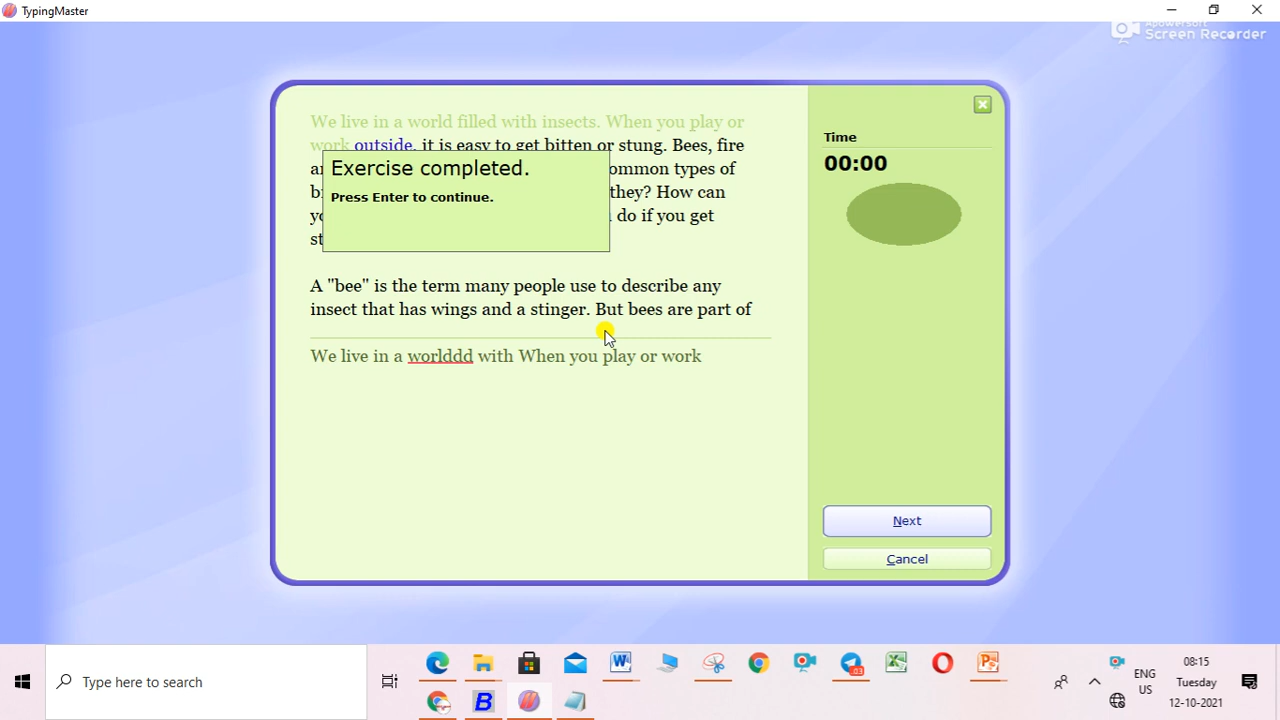 TypingMaster
Apowersoft
Screen Recorder
We live in a world filled with insects. When you play or
work outside, it is easy to get bitten or stung. Bees, fire
Exercise completed.
Press Enter to continue.
ommon types of
they? How can
do if you get
A "bee" is the term many people use to describe any
insect that has wings and a stinger. But bees are part of
We live in a worlddd with When you play or work
Time
00:00
Next
Cancel
Type here to search
03
ENG
US
08:15
Tuesday
12-10-2021